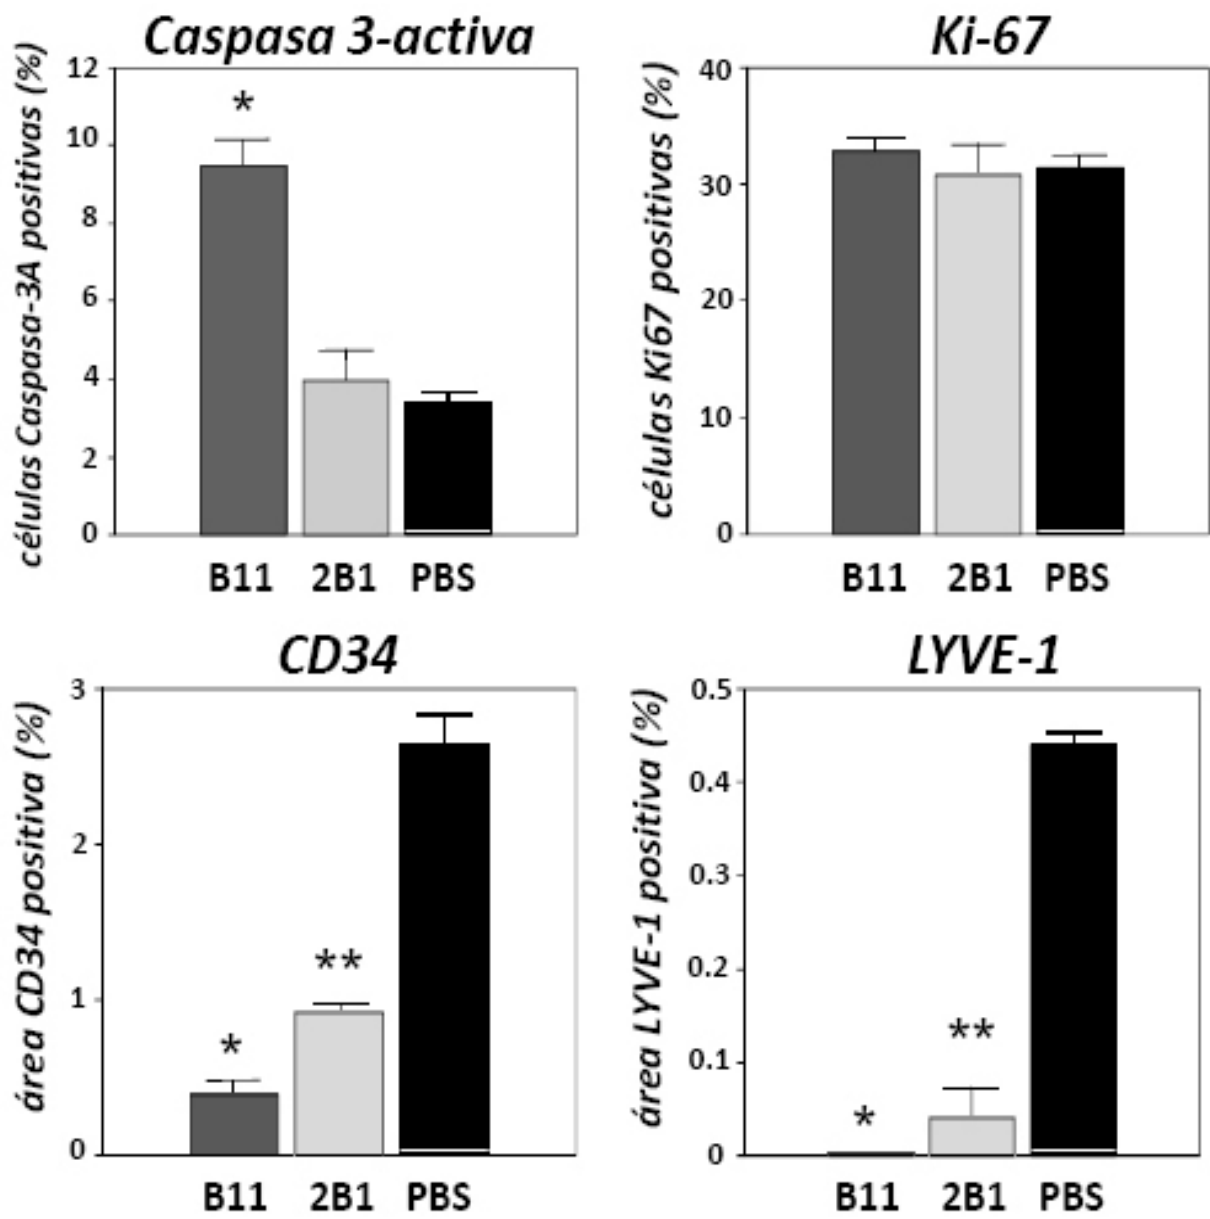 Caspasa 3-activa
células Caspasa-3A positivas (%)
12
10
8
6
4
2
0
*
B11 2B1 PBS
Ki-67
células Ki67 positivas (%)
40
30
20
10
0
B11 2B1 PBS
CD34
área CD34 positiva (%)
3
2
1
0
*
**
B11 2B1 PBS
LYVE-1
área LYVE-1 positiva (%)
0.5
0.4
0.3
0.2
0.1
0
*
**
B11 2B1 PBS